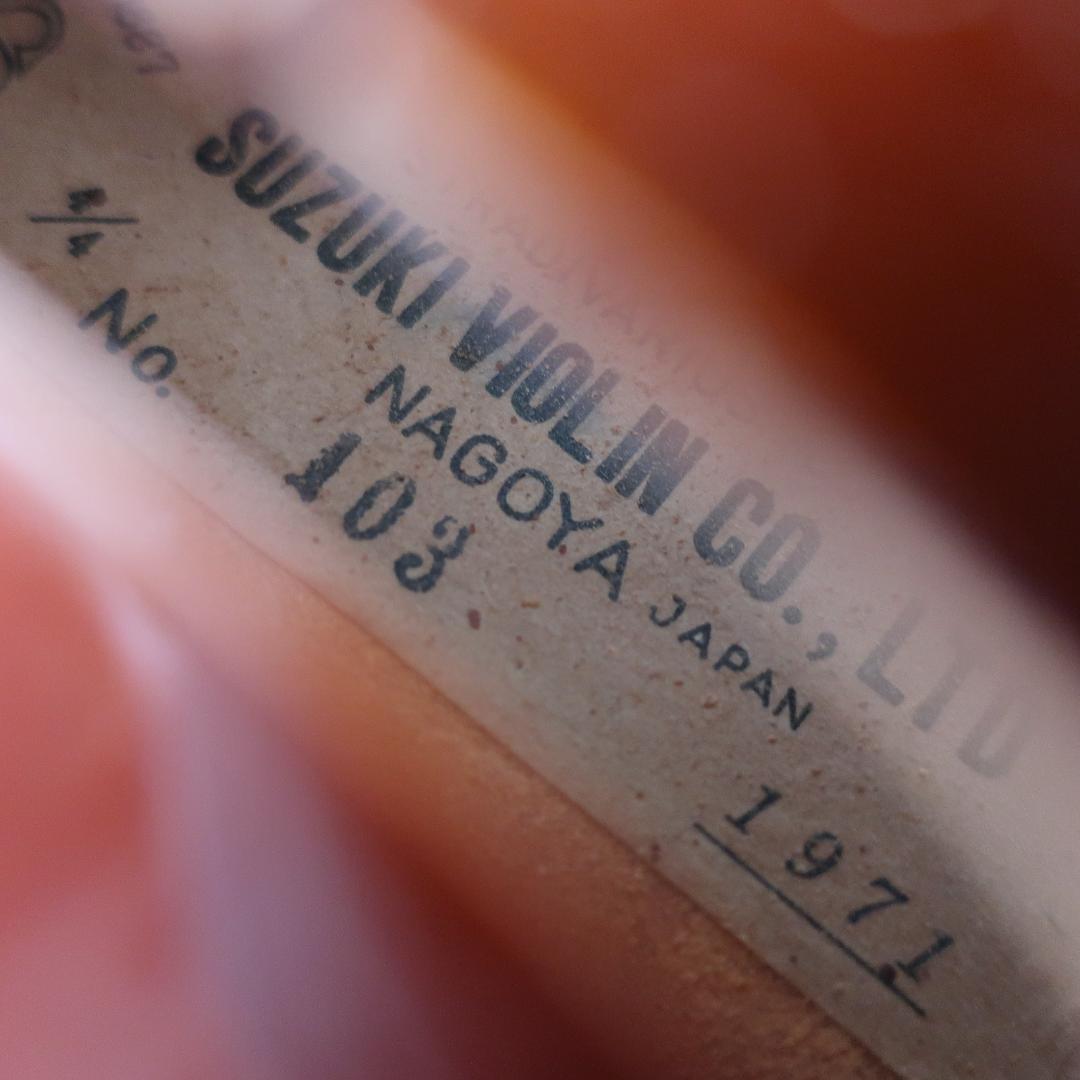 SUZUKI VIOLIN CO., LTD
NAGOYA JAPAN
4/4
No. 103
1971